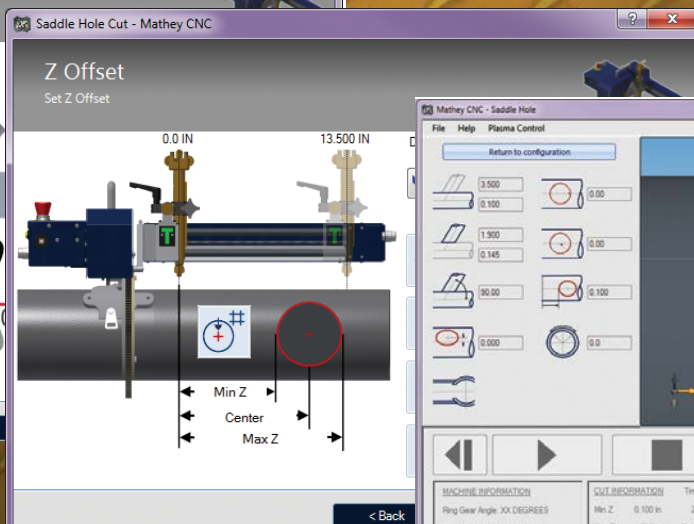 Saddle Hole Cut - Mathey CNC
Z Offset
Set Z Offset
0.0 IN
13.500 IN
Min Z
Center
Max Z
< Back
Mathey CNC - Saddle Hole
File Help Plasma Control
Return to configuration
3.500
0.00
0.100
1.900
0.00
0.145
90.00
0.100
0.000
0.0
MACHINE INFORMATION
CUT INFORMATION
Ring Gear Angle: XX DEGREES
Min Z 0.100 in